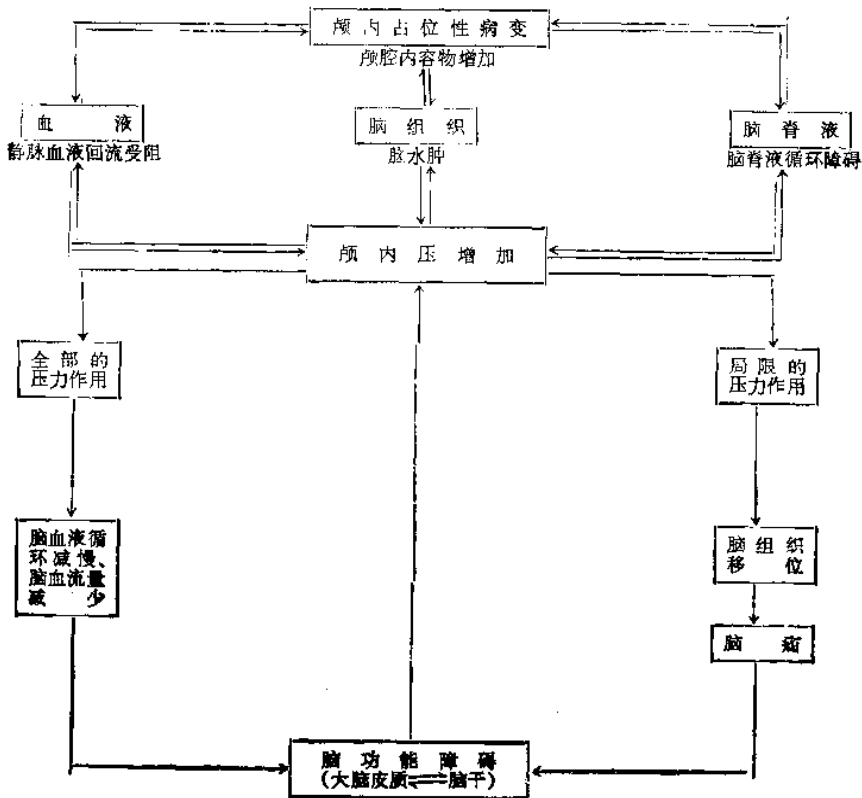 颅内占位性病变
颅腔内容物增加
血液
静脉血液回流受阻
脑组织
脑水肿
脑脊液
脑脊液循环障碍
颅内压增加
全部的
压力作用
局限的
压力作用
脑血液循
环减慢、
脑血流量
减少
脑组织
移位
脑疝
脑功能障碍
(大脑皮质⇌脑干)